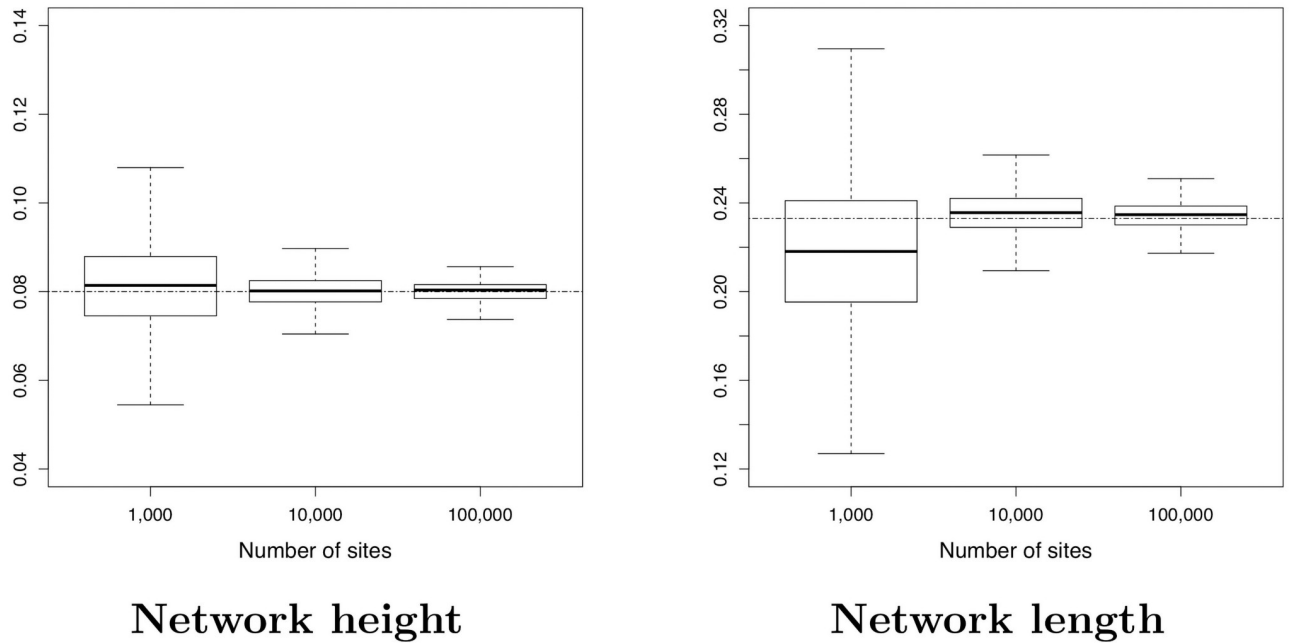 0.14
0.12
0.10
0.08
0.06
0.04
1,000 10,000 100,000
Number of sites
Network height
0.32
0.28
0.24
0.20
0.16
0.12
1,000 10,000 100,000
Number of sites
Network length